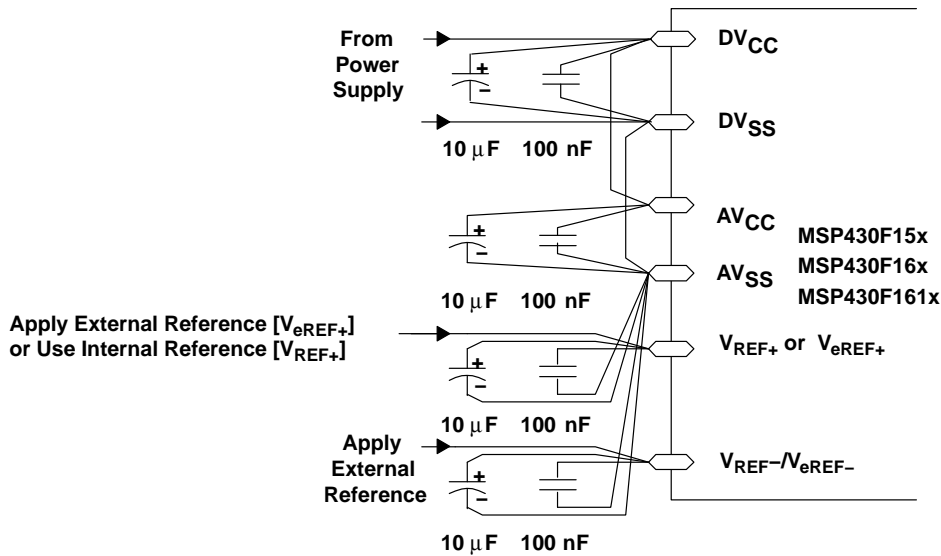 From
Power
Supply
+
−
10 μF 100 nF
DVCC
DVSS
+
−
10 μF 100 nF
AVCC
AVSS
MSP430F15x
MSP430F16x
MSP430F161x
Apply External Reference [VeREF+]
or Use Internal Reference [VREF+]
+
−
10 μF 100 nF
VREF+ or VeREF+
Apply
External
Reference
+
−
10 μF 100 nF
VREF−/VeREF−